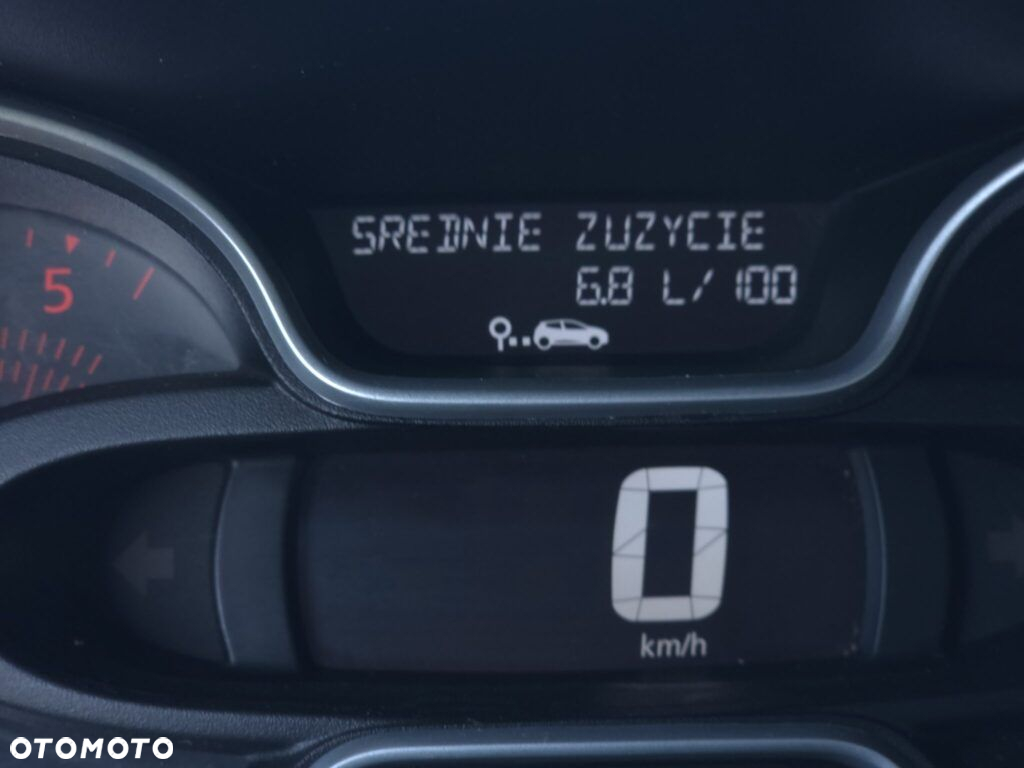 SREDNIE ZUZYCIE
6.8 L/100
5
0
km/h
OTOMOTO